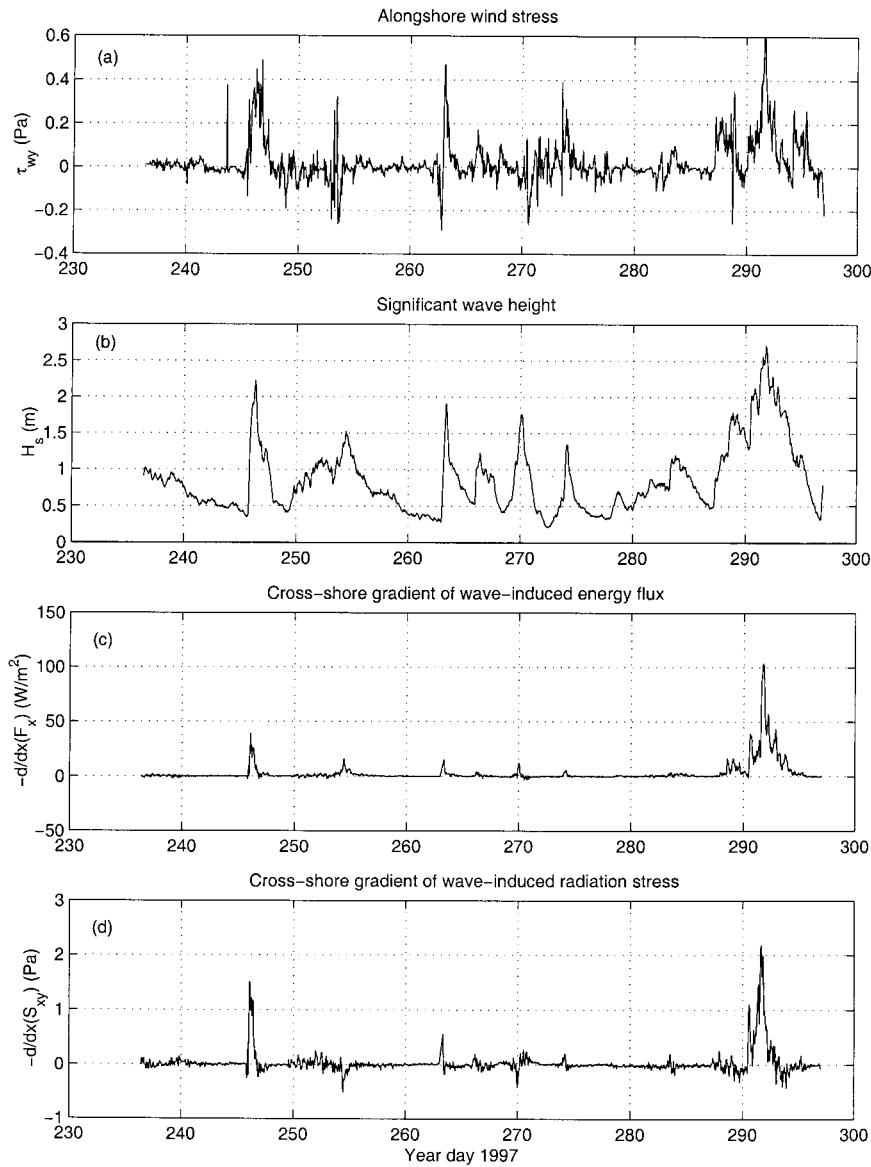 Alongshore wind stress
(a)
τwy (Pa)
0.6
0.4
0.2
0
−0.2
−0.4
230 240 250 260 270 280 290 300
Significant wave height
(b)
Hs (m)
3
2.5
2
1.5
1
0.5
0
230 240 250 260 270 280 290 300
Cross−shore gradient of wave−induced energy flux
(c)
−d/dx(Fx) (W/m2)
150
100
50
0
−50
230 240 250 260 270 280 290 300
Cross−shore gradient of wave−induced radiation stress
(d)
−d/dx(Sxy) (Pa)
3
2
1
0
−1
230 240 250 260 270 280 290 300
Year day 1997